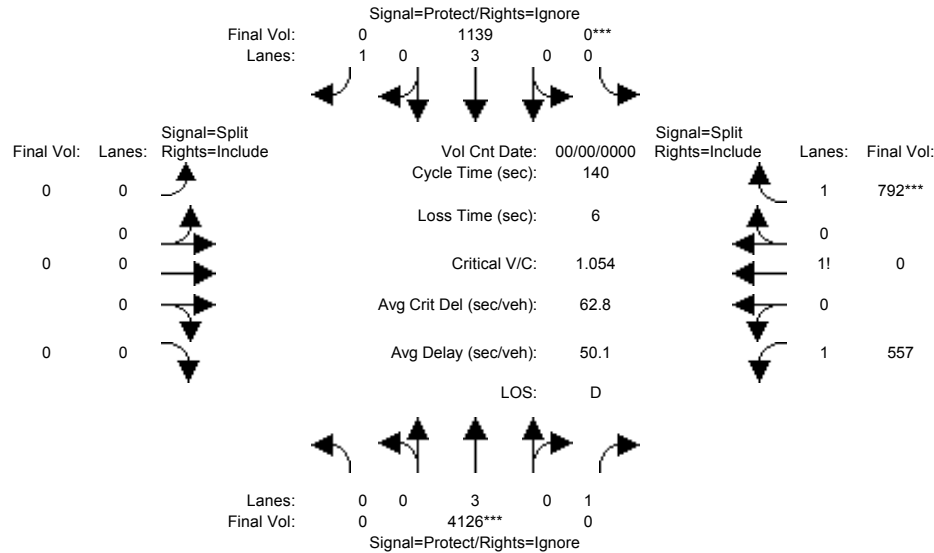 Signal=Protect/Rights=Ignore
Final Vol: 0 1139 0***
Lanes: 1 0 3 0 0
Signal=Split Signal=Split
Final Vol: Lanes: Rights=Include Vol Cnt Date: 00/00/0000 Rights=Include Lanes: Final Vol:
Cycle Time (sec): 140
0 0 1 792***
Loss Time (sec): 6
0 0
0 0 Critical V/C: 1.054 1! 0
0 Avg Crit Del (sec/veh): 62.8 0
0 0 Avg Delay (sec/veh): 50.1 1 557
LOS: D
Lanes: 0 0 3 0 1
Final Vol: 0 4126*** 0
Signal=Protect/Rights=Ignore